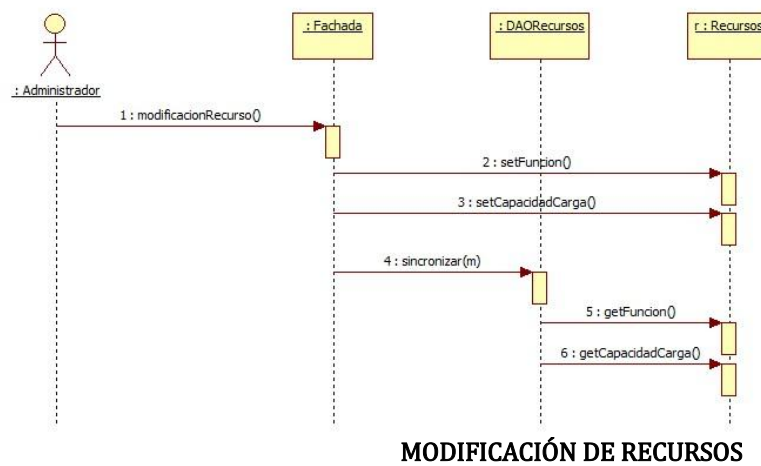 : Fachada
: DAORecursos
r : Recursos
: Administrador
1 : modificacionRecurso()
2 : setFuncion()
3 : setCapacidadCarga()
4 : sincronizar(m)
5 : getFuncion()
6 : getCapacidadCarga()
MODIFICACIÓN DE RECURSOS